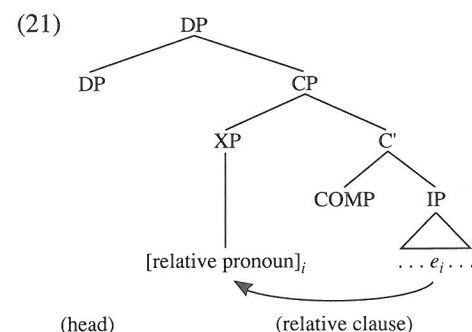 (21)
DP
DP CP
XP C'
COMP IP
[relative pronoun]i ... ei ...
(head) (relative clause)